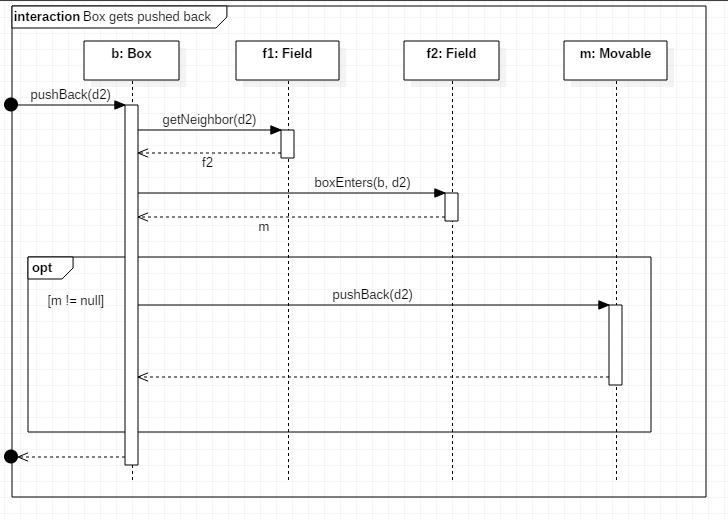 interaction Box gets pushed back
b: Box
f1: Field
f2: Field
m: Movable
pushBack(d2)
getNeighbor(d2)
f2
boxEnters(b, d2)
m
opt
[m != null]
pushBack(d2)